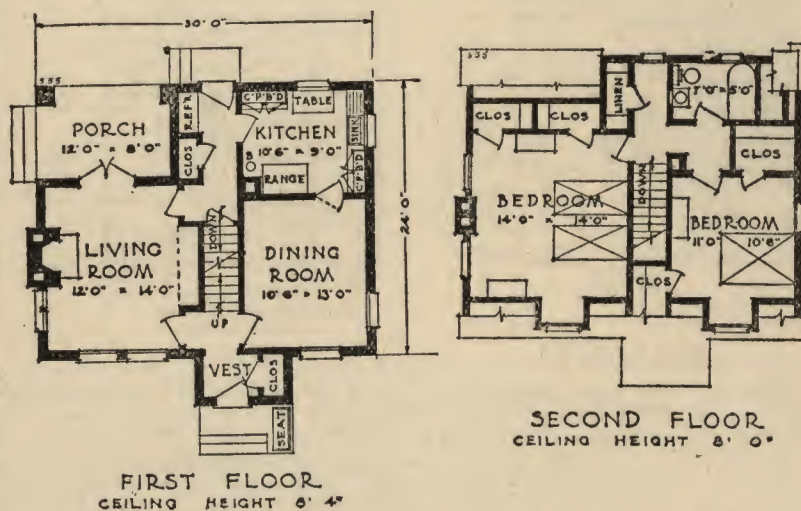 30'0"
PORCH
12'0" = 8'0"
REFR
C'P'B'D
TABLE
KITCHEN
10'6" = 9'0"
SINK
CLOS
B
RANGE
C'P'B'D
24'0"
LIVING
ROOM
12'0" = 14'0"
DOWN
UP
DINING
ROOM
10'6" = 13'0"
VEST
CLOS
SEAT
FIRST FLOOR
CEILING HEIGHT 8' 4"
CLOS
CLOS
LINEN
7'0" = 5'0"
CLOS
BEDROOM
14'0" = 14'0"
DOWN
BEDROOM
11'0" 10'6"
CLOS
SECOND FLOOR
CEILING HEIGHT 8' 0"